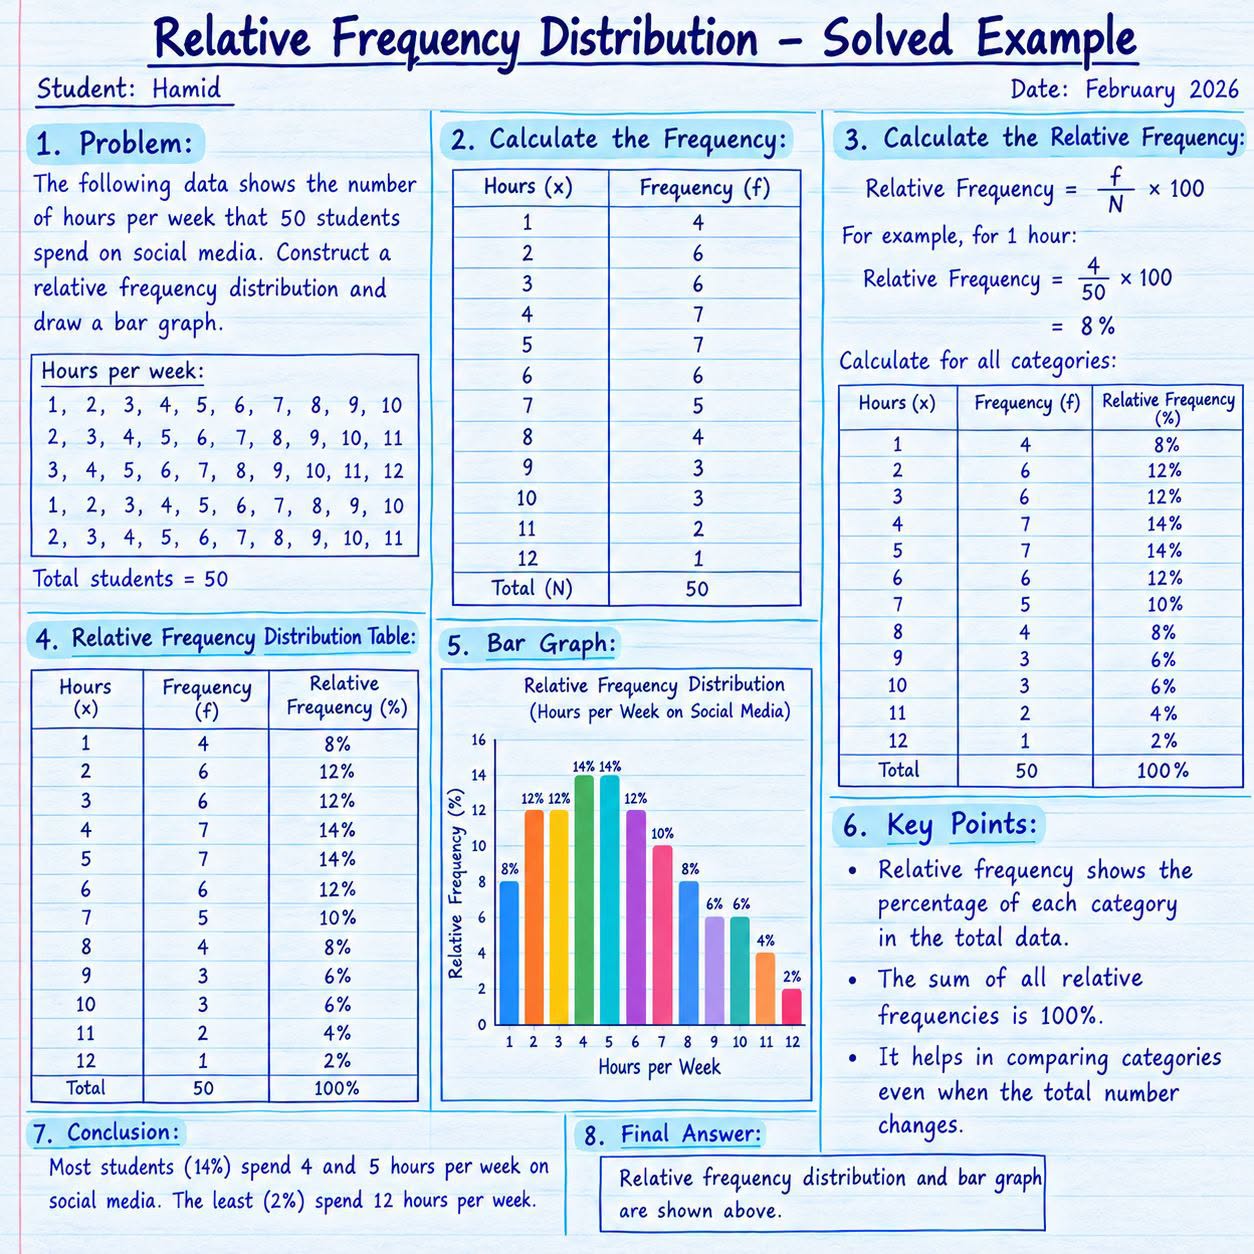 Relative Frequency Distribution – Solved Example
Student: Hamid
Date: February 2026
1. Problem:
The following data shows the number
of hours per week that 50 students
spend on social media. Construct a
relative frequency distribution and
draw a bar graph.
Hours per week:
1, 2, 3, 4, 5, 6, 7, 8, 9, 10
2, 3, 4, 5, 6, 7, 8, 9, 10, 11
3, 4, 5, 6, 7, 8, 9, 10, 11, 12
1, 2, 3, 4, 5, 6, 7, 8, 9, 10
2, 3, 4, 5, 6, 7, 8, 9, 10, 11
Total students = 50
2. Calculate the Frequency:
Hours (x) Frequency (f)
1 4
2 6
3 6
4 7
5 7
6 6
7 5
8 4
9 3
10 3
11 2
12 1
Total (N) 50
3. Calculate the Relative Frequency:
Relative Frequency = f/N × 100
For example, for 1 hour:
Relative Frequency = 4/50 × 100
= 8%
Calculate for all categories:
Hours (x) Frequency (f) Relative Frequency
(%)
1 4 8%
2 6 12%
3 6 12%
4 7 14%
5 7 14%
6 6 12%
7 5 10%
8 4 8%
9 3 6%
10 3 6%
11 2 4%
12 1 2%
Total 50 100%
4. Relative Frequency Distribution Table:
Hours Frequency Relative
(x) (f) Frequency (%)
1 4 8%
2 6 12%
3 6 12%
4 7 14%
5 7 14%
6 6 12%
7 5 10%
8 4 8%
9 3 6%
10 3 6%
11 2 4%
12 1 2%
Total 50 100%
5. Bar Graph:
Relative Frequency Distribution
(Hours per Week on Social Media)
Relative Frequency (%)
16
14
12
10
8
6
4
2
0
8% 12% 12% 14% 14% 12% 10% 8% 6% 6% 4% 2%
1 2 3 4 5 6 7 8 9 10 11 12
Hours per Week
6. Key Points:
• Relative frequency shows the
percentage of each category
in the total data.
• The sum of all relative
frequencies is 100%.
• It helps in comparing categories
even when the total number
changes.
7. Conclusion:
Most students (14%) spend 4 and 5 hours per week on
social media. The least (2%) spend 12 hours per week.
8. Final Answer:
Relative frequency distribution and bar graph
are shown above.